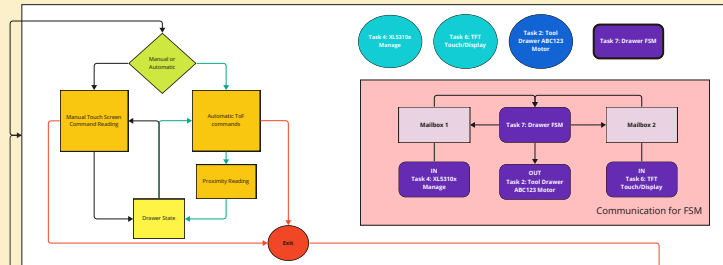 Task 4: XL5310x
Manage
Task 6: TFT
Touch/Display
Task 2: Tool
Drawer ABC123
Motor
Task 7: Drawer FSM
Manual or
Automatic
Manual Touch Screen
Command Reading
Automatic ToF
commands
Proximity Reading
Drawer State
Exit
Mailbox 1
Task 7: Drawer FSM
Mailbox 2
IN
Task 4: XL5310x
Manage
OUT
Task 2: Tool Drawer
ABC123 Motor
IN
Task 6: TFT
Touch/Display
Communication for FSM